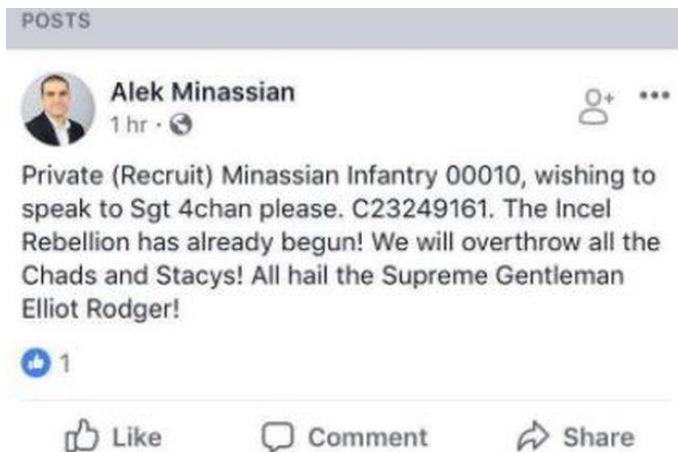 POSTS
Alek Minassian
1 hr ·
Private (Recruit) Minassian Infantry 00010, wishing to
speak to Sgt 4chan please. C23249161. The Incel
Rebellion has already begun! We will overthrow all the
Chads and Stacys! All hail the Supreme Gentleman
Elliot Rodger!
1
Like Comment Share